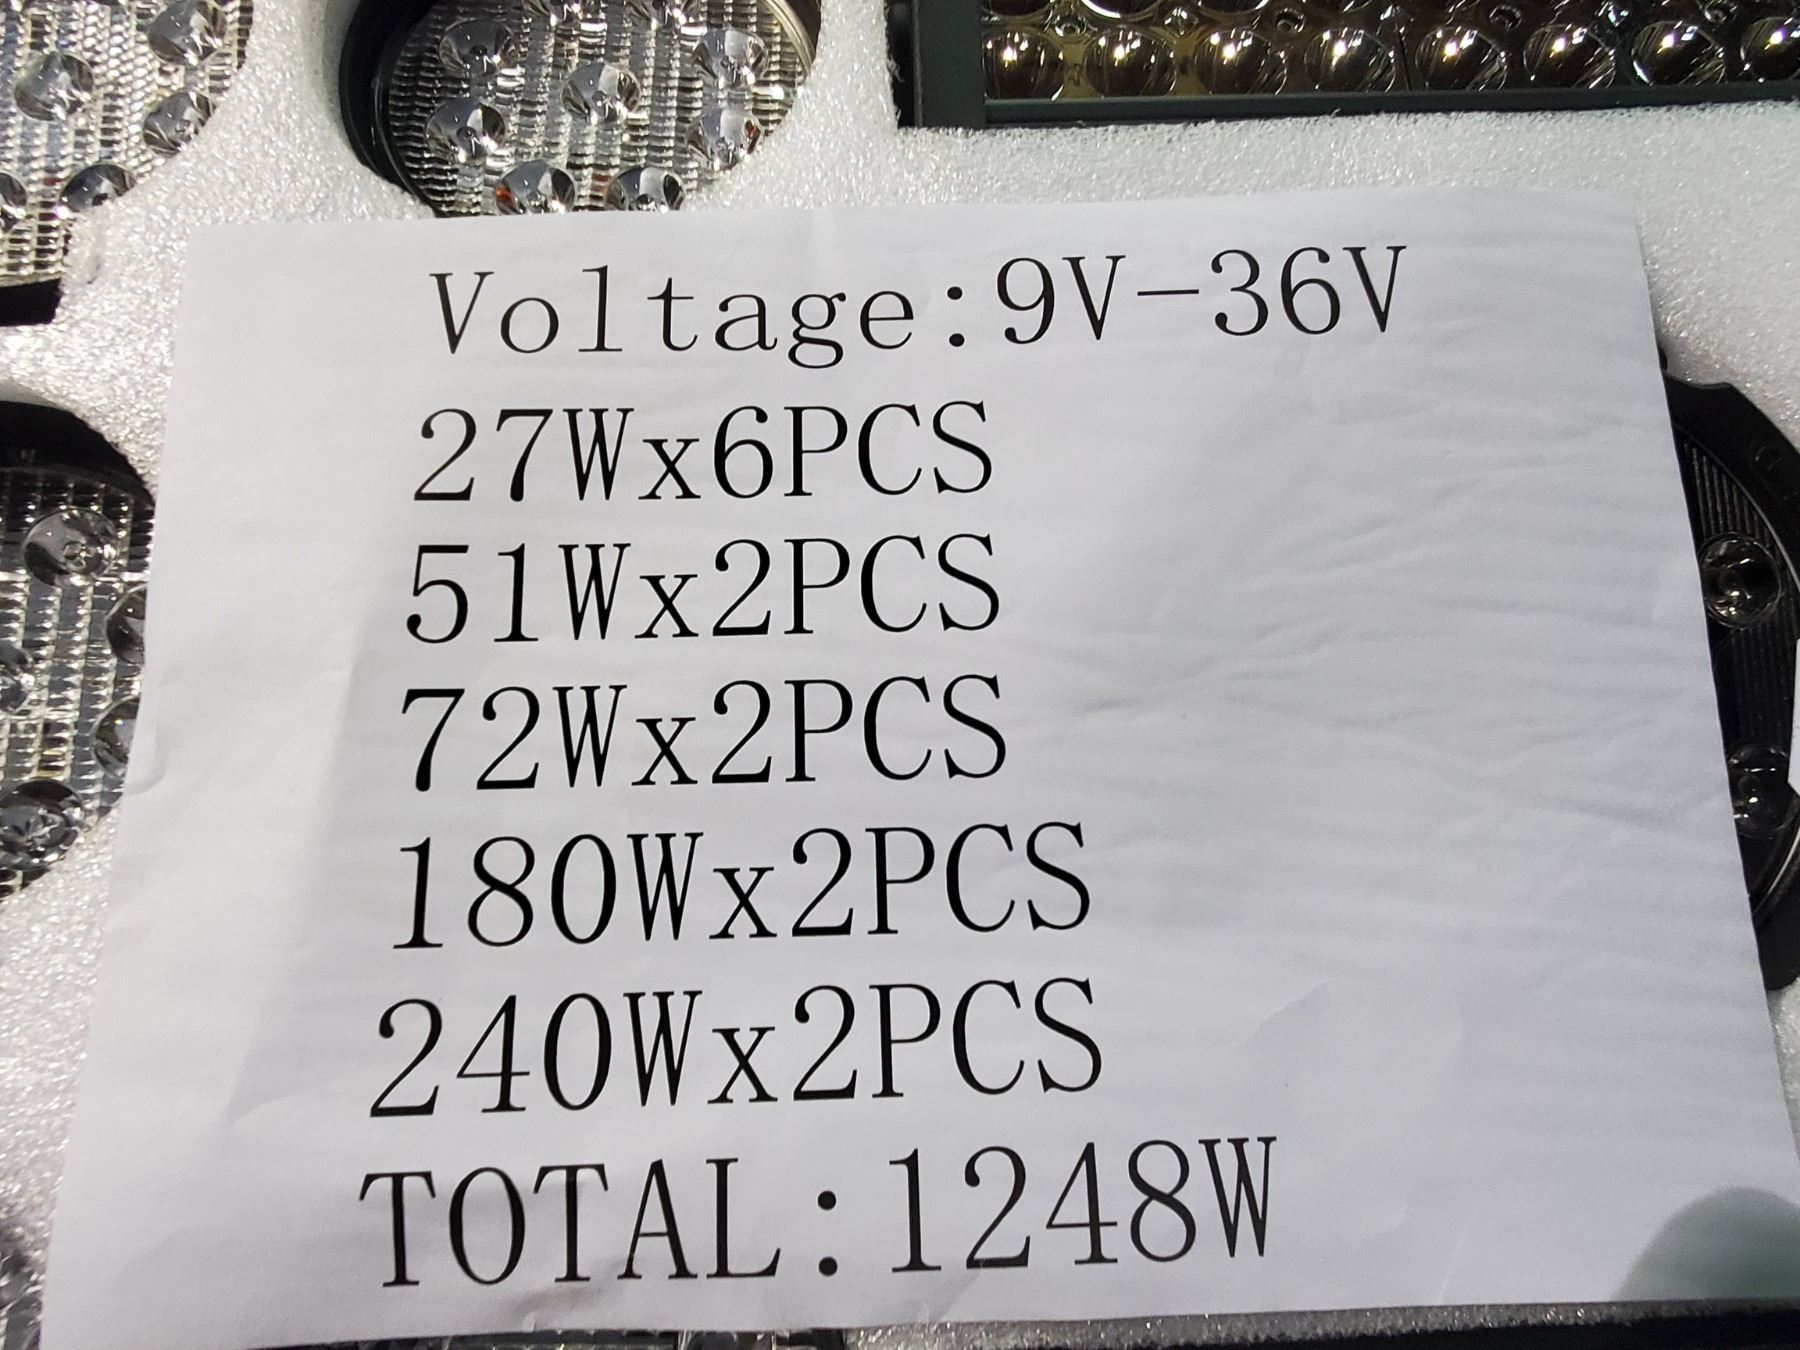 Voltage:9V-36V
27Wx6PCS
51Wx2PCS
72Wx2PCS
180Wx2PCS
240Wx2PCS
TOTAL:1248W